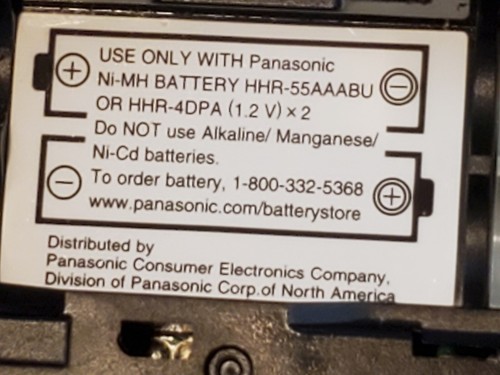 USE ONLY WITH Panasonic
Ni-MH BATTERY HHR-55AAABU
OR HHR-4DPA (1.2 V) × 2
Do NOT use Alkaline/ Manganese/
Ni-Cd batteries.
To order battery, 1-800-332-5368
www.panasonic.com/batterystore
Distributed by
Panasonic Consumer Electronics Company,
Division of Panasonic Corp.of North America